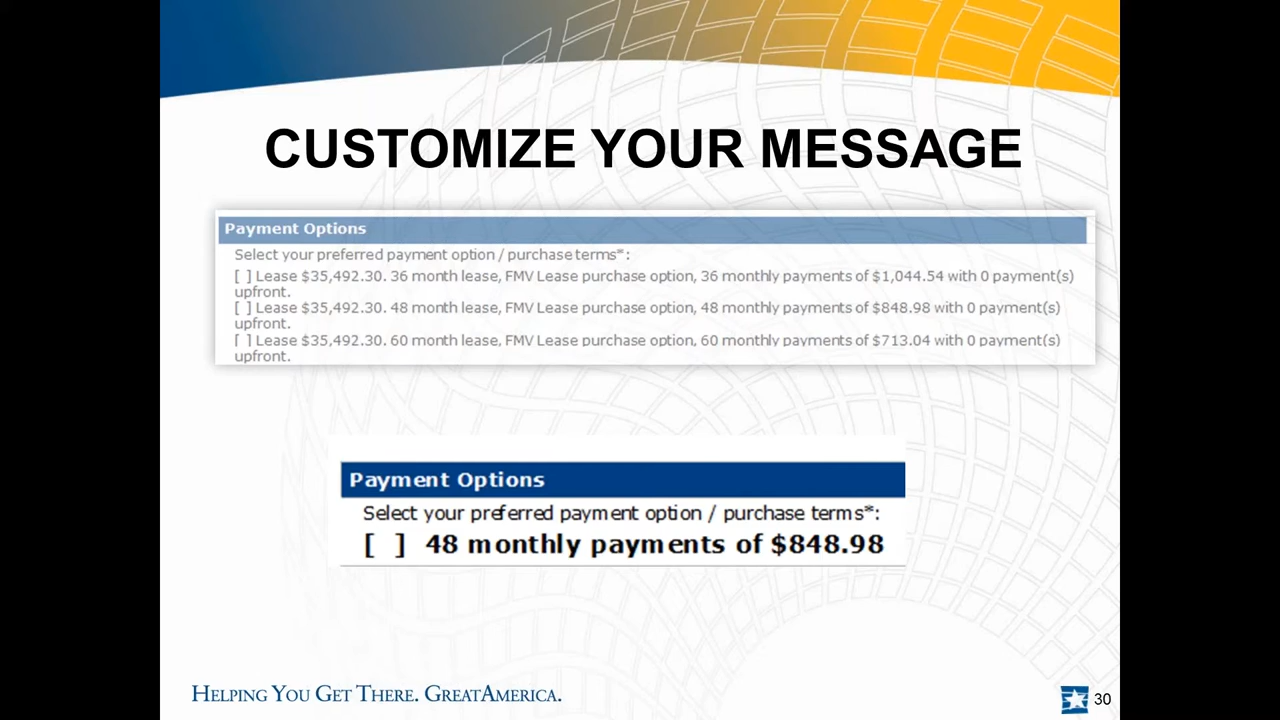 CUSTOMIZE YOUR MESSAGE
Payment Options
Select your preferred payment option / purchase terms*:
[ ] Lease $35,492.30. 36 month lease, FMV Lease purchase option, 36 monthly payments of $1,044.54 with 0 payment(s)
upfront.
[ ] Lease $35,492.30. 48 month lease, FMV Lease purchase option, 48 monthly payments of $848.98 with 0 payment(s)
upfront.
[ ] Lease $35,492.30. 60 month lease, FMV Lease purchase option, 60 monthly payments of $713.04 with 0 payment(s)
upfront.
Payment Options
Select your preferred payment option / purchase terms*:
[ ] 48 monthly payments of $848.98
HELPING YOU GET THERE. GREATAMERICA.
30